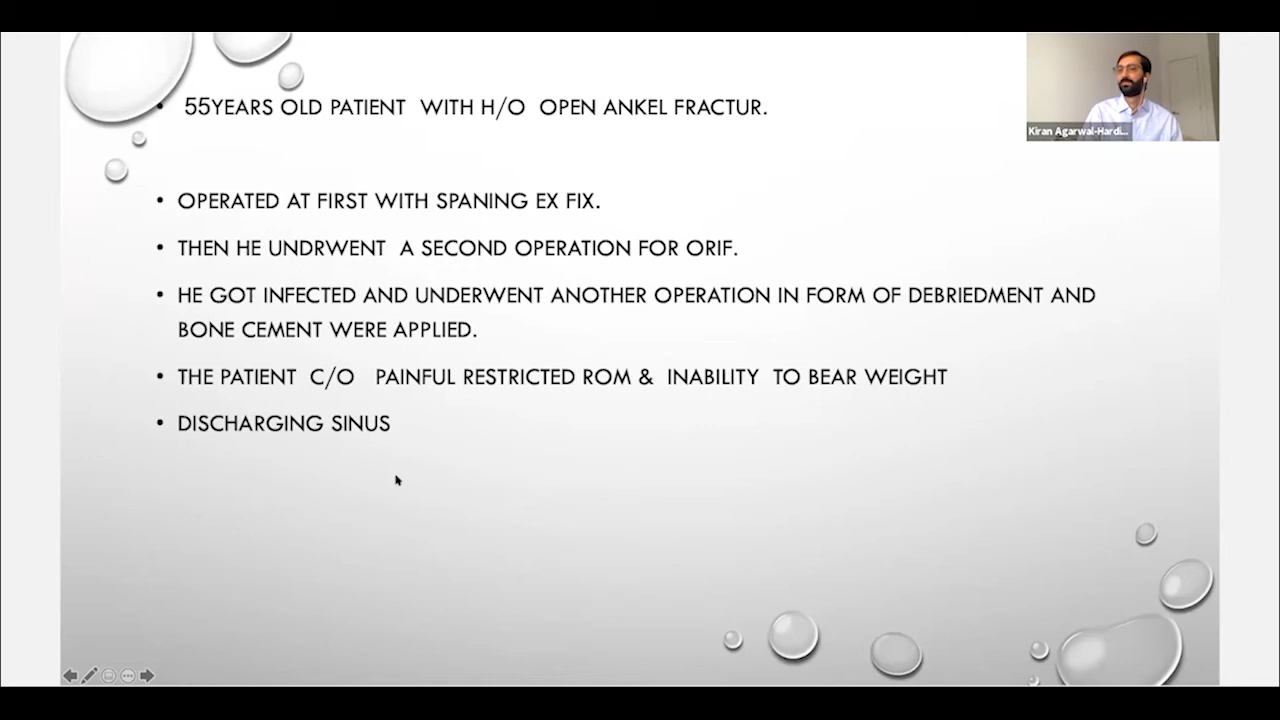 55YEARS OLD PATIENT WITH H/O OPEN ANKEL FRACTUR.
Kiran Agarwal-Hardi...
OPERATED AT FIRST WITH SPANING EX FIX.
THEN HE UNDRWENT A SECOND OPERATION FOR ORIF.
HE GOT INFECTED AND UNDERWENT ANOTHER OPERATION IN FORM OF DEBRIEDMENT AND
BONE CEMENT WERE APPLIED.
THE PATIENT C/O PAINFUL RESTRICTED ROM & INABILITY TO BEAR WEIGHT
DISCHARGING SINUS